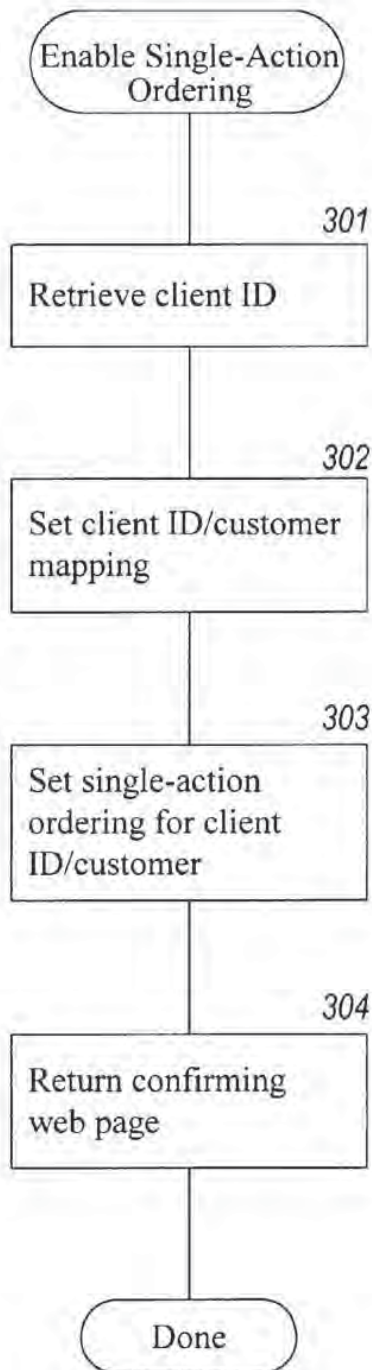 Enable Single-Action
Ordering
301
Retrieve client ID
302
Set client ID/customer
mapping
303
Set single-action
ordering for client
ID/customer
304
Return confirming
web page
Done